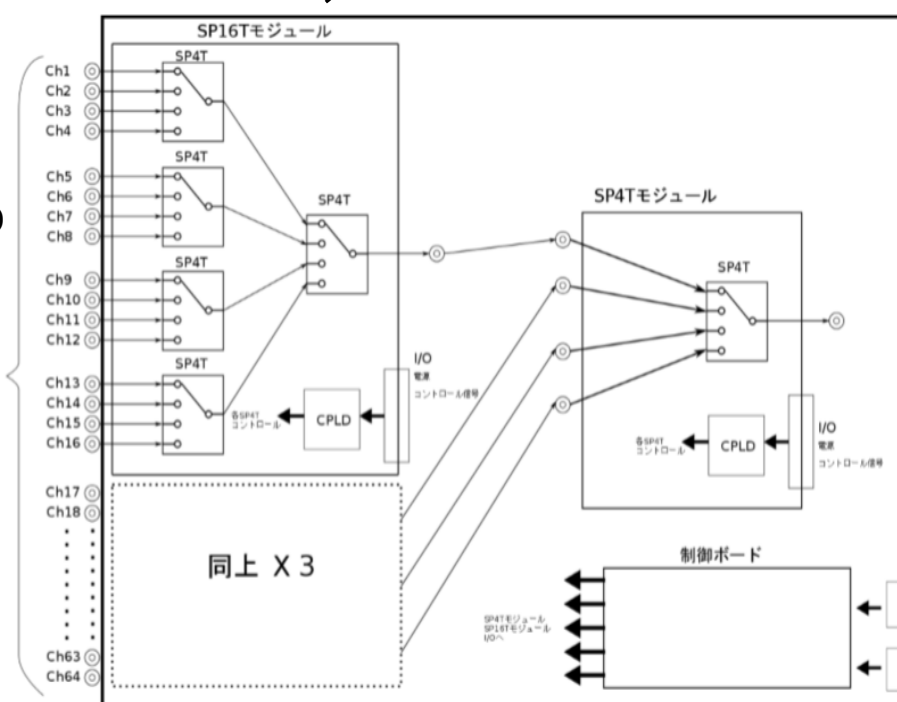 SP16Tモジュール
SP4T
Ch1
Ch2
Ch3
Ch4
SP4T
Ch5
Ch6
Ch7
Ch8
SP4T
Ch9
Ch10
Ch11
Ch12
SP4T
Ch13
Ch14
Ch15
Ch16
SP4T
I/O
電源
コントロール信号
各SP4T
コントロール
CPLD
Ch17
Ch18
同上 X 3
Ch63
Ch64
SP4Tモジュール
SP4T
I/O
電源
コントロール信号
各SP4T
コントロール
CPLD
制御ボード
SP4Tモジュール
SP16Tモジュール
I/Oへ